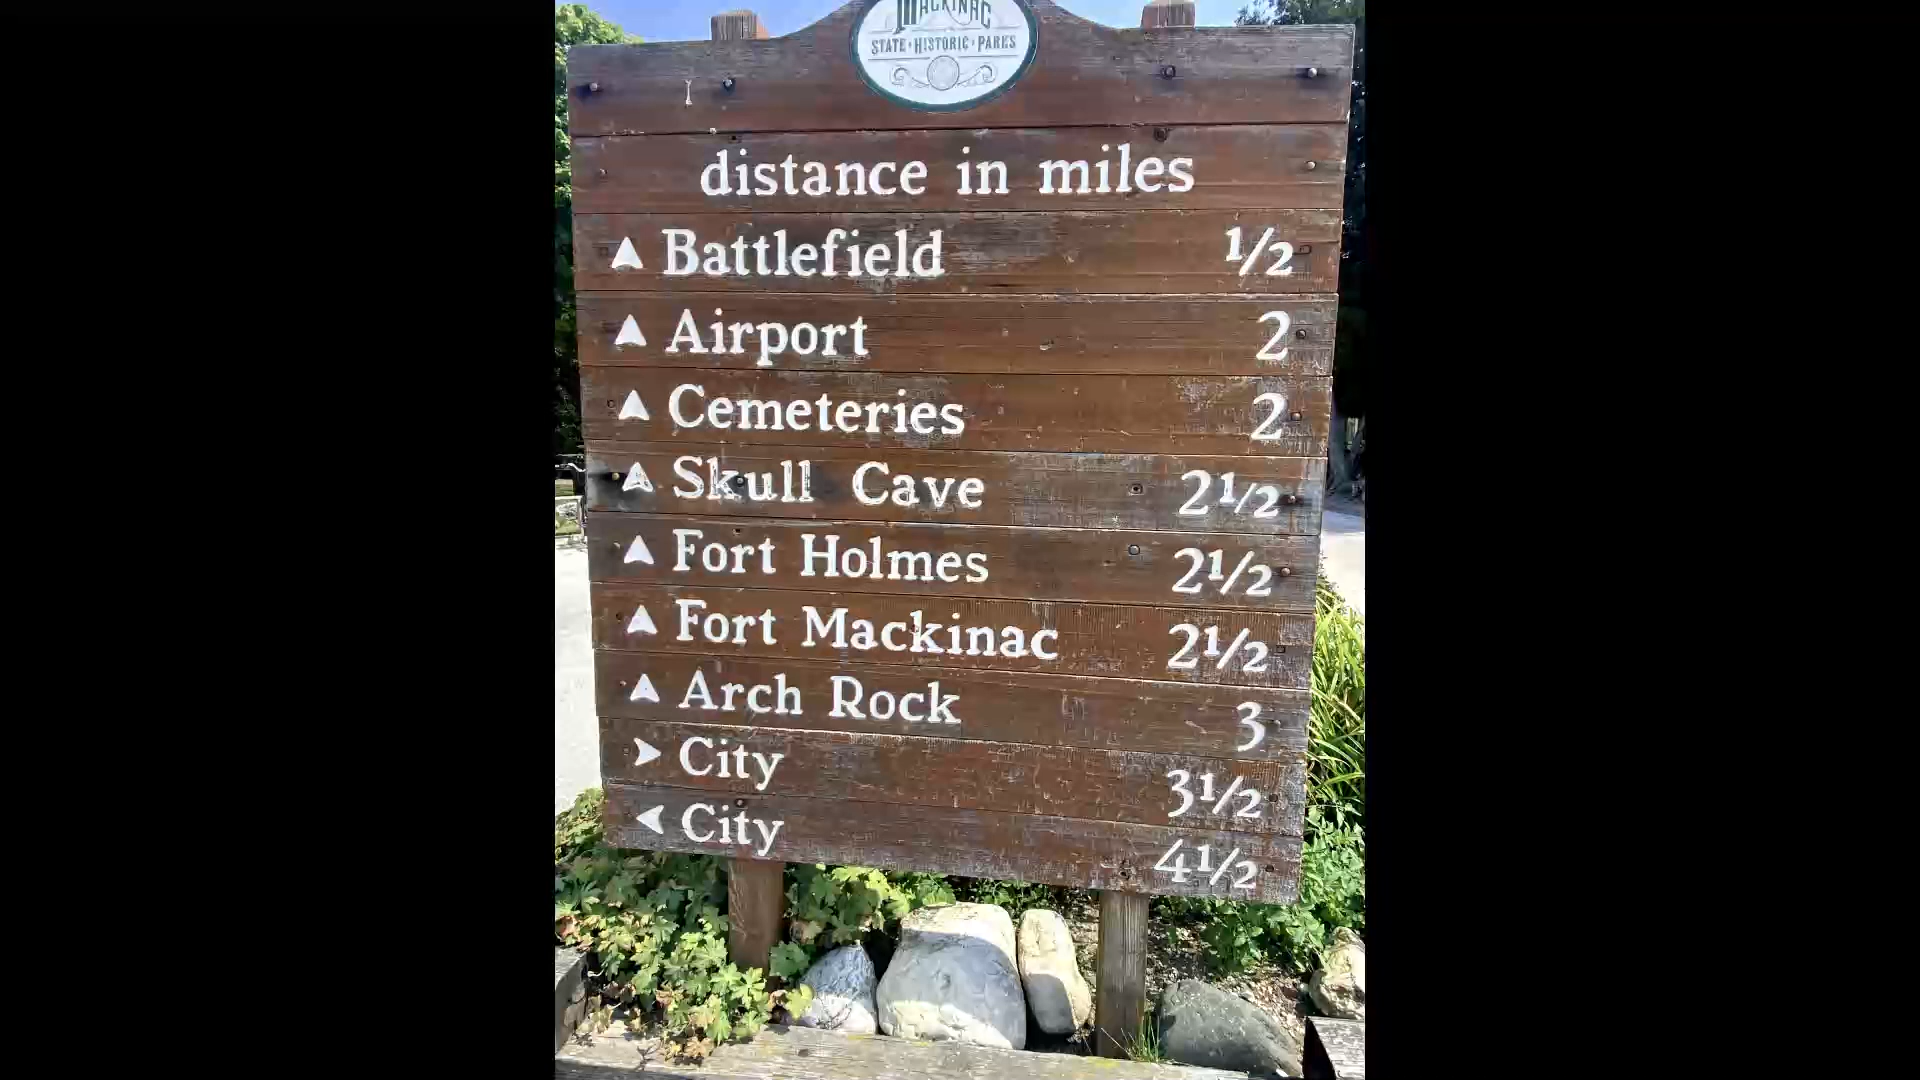 MACKINAC
STATE • HISTORIC • PARKS
distance in miles
▲ Battlefield 1/2
▲ Airport 2
▲ Cemeteries 2
▲ Skull Cave 2 1/2
▲ Fort Holmes 2 1/2
▲ Fort Mackinac 2 1/2
▲ Arch Rock 3
➤ City 3 1/2
◄ City 4 1/2